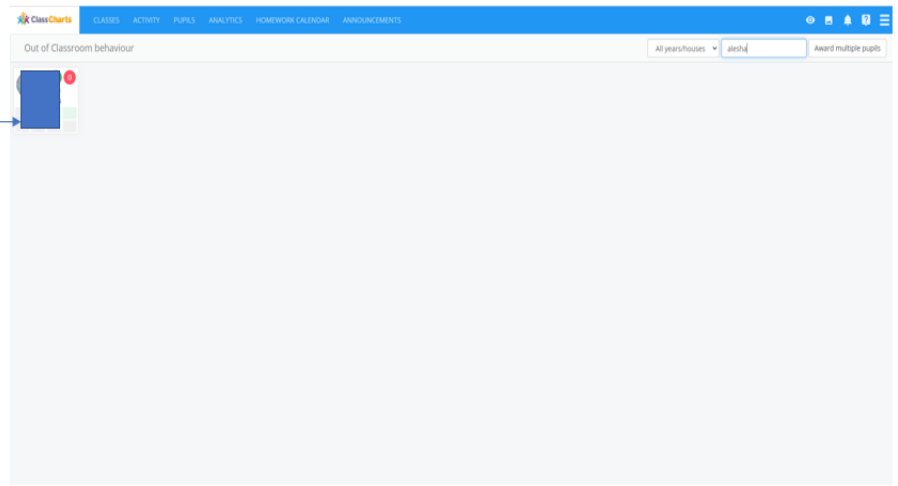 ClassCharts CLASSES ACTIVITY PUPILS ANALYTICS HOMEWORK CALENDAR ANNOUNCEMENTS
Out of Classroom behaviour All years/houses alesha Award multiple pupils
0